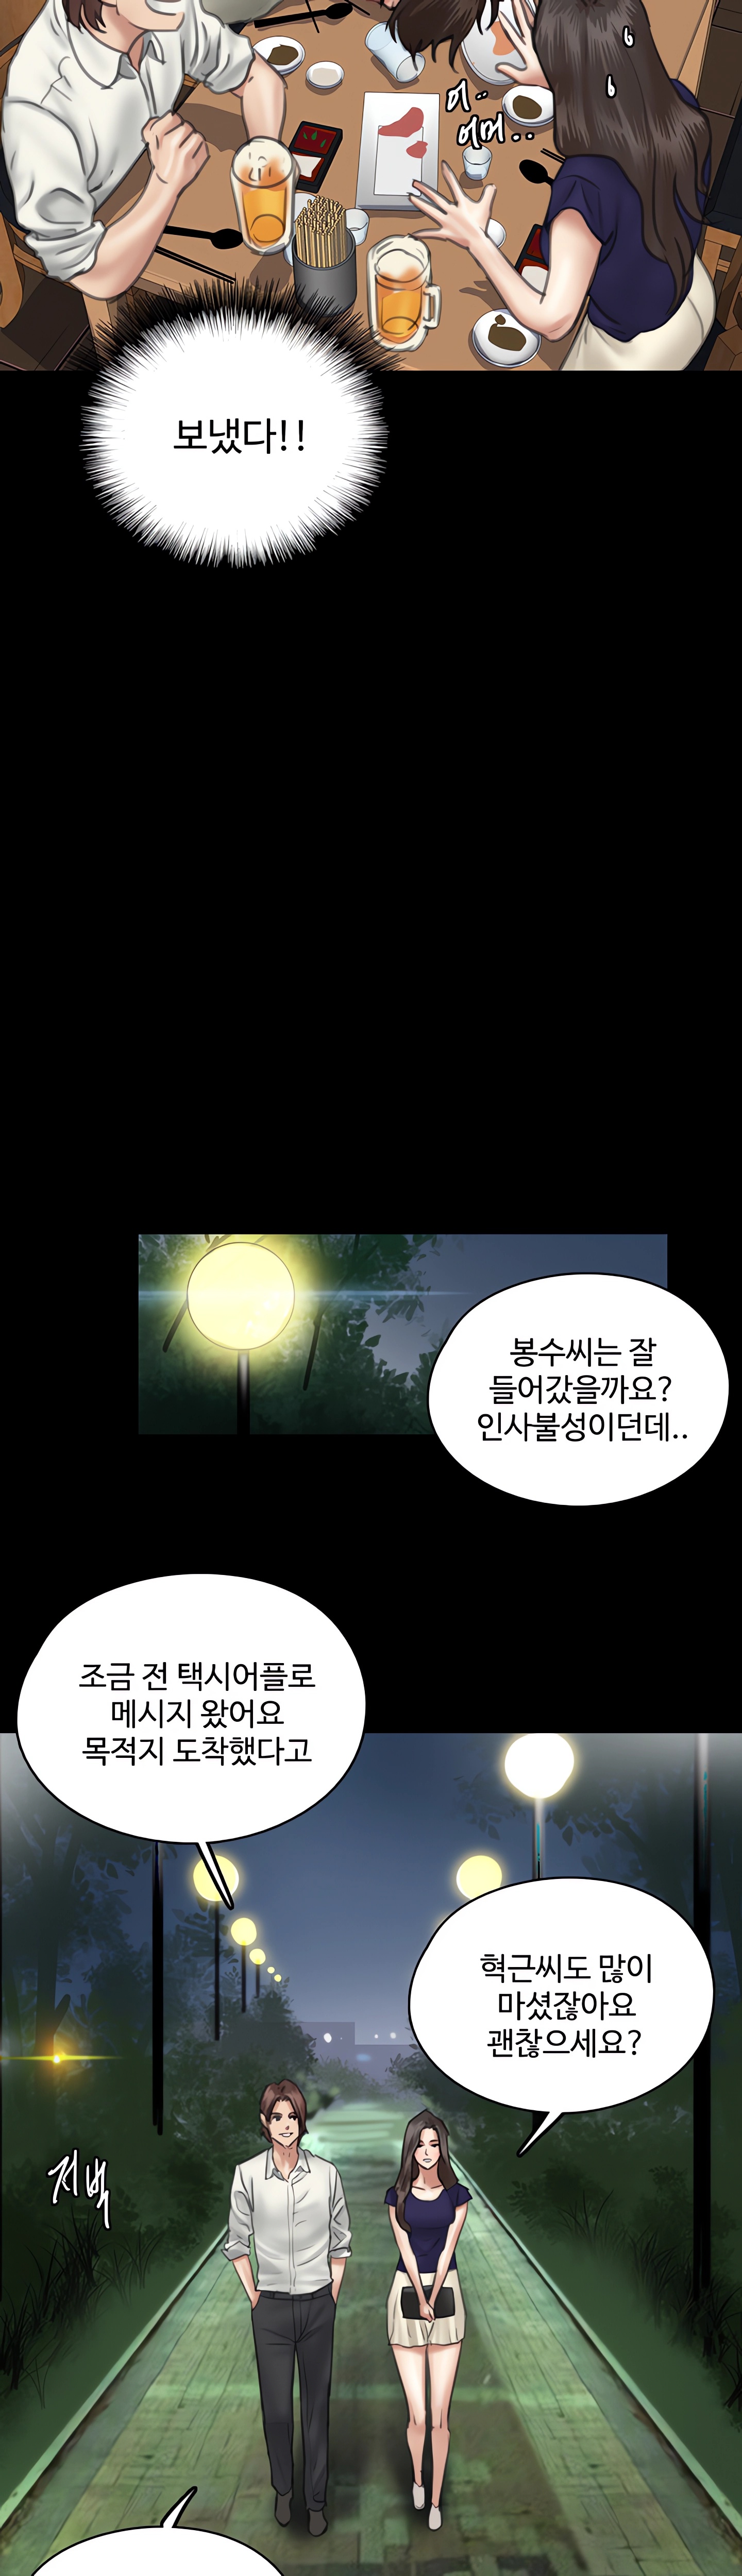 어..
어머..
보냈다!!
봉수씨는 잘
들어갔을까요?
인사불성이던데..
조금 전 택시어플로
메시지 왔어요
목적지 도착했다고
혁근씨도 많이
마셨잖아요
괜찮으세요?
저벅